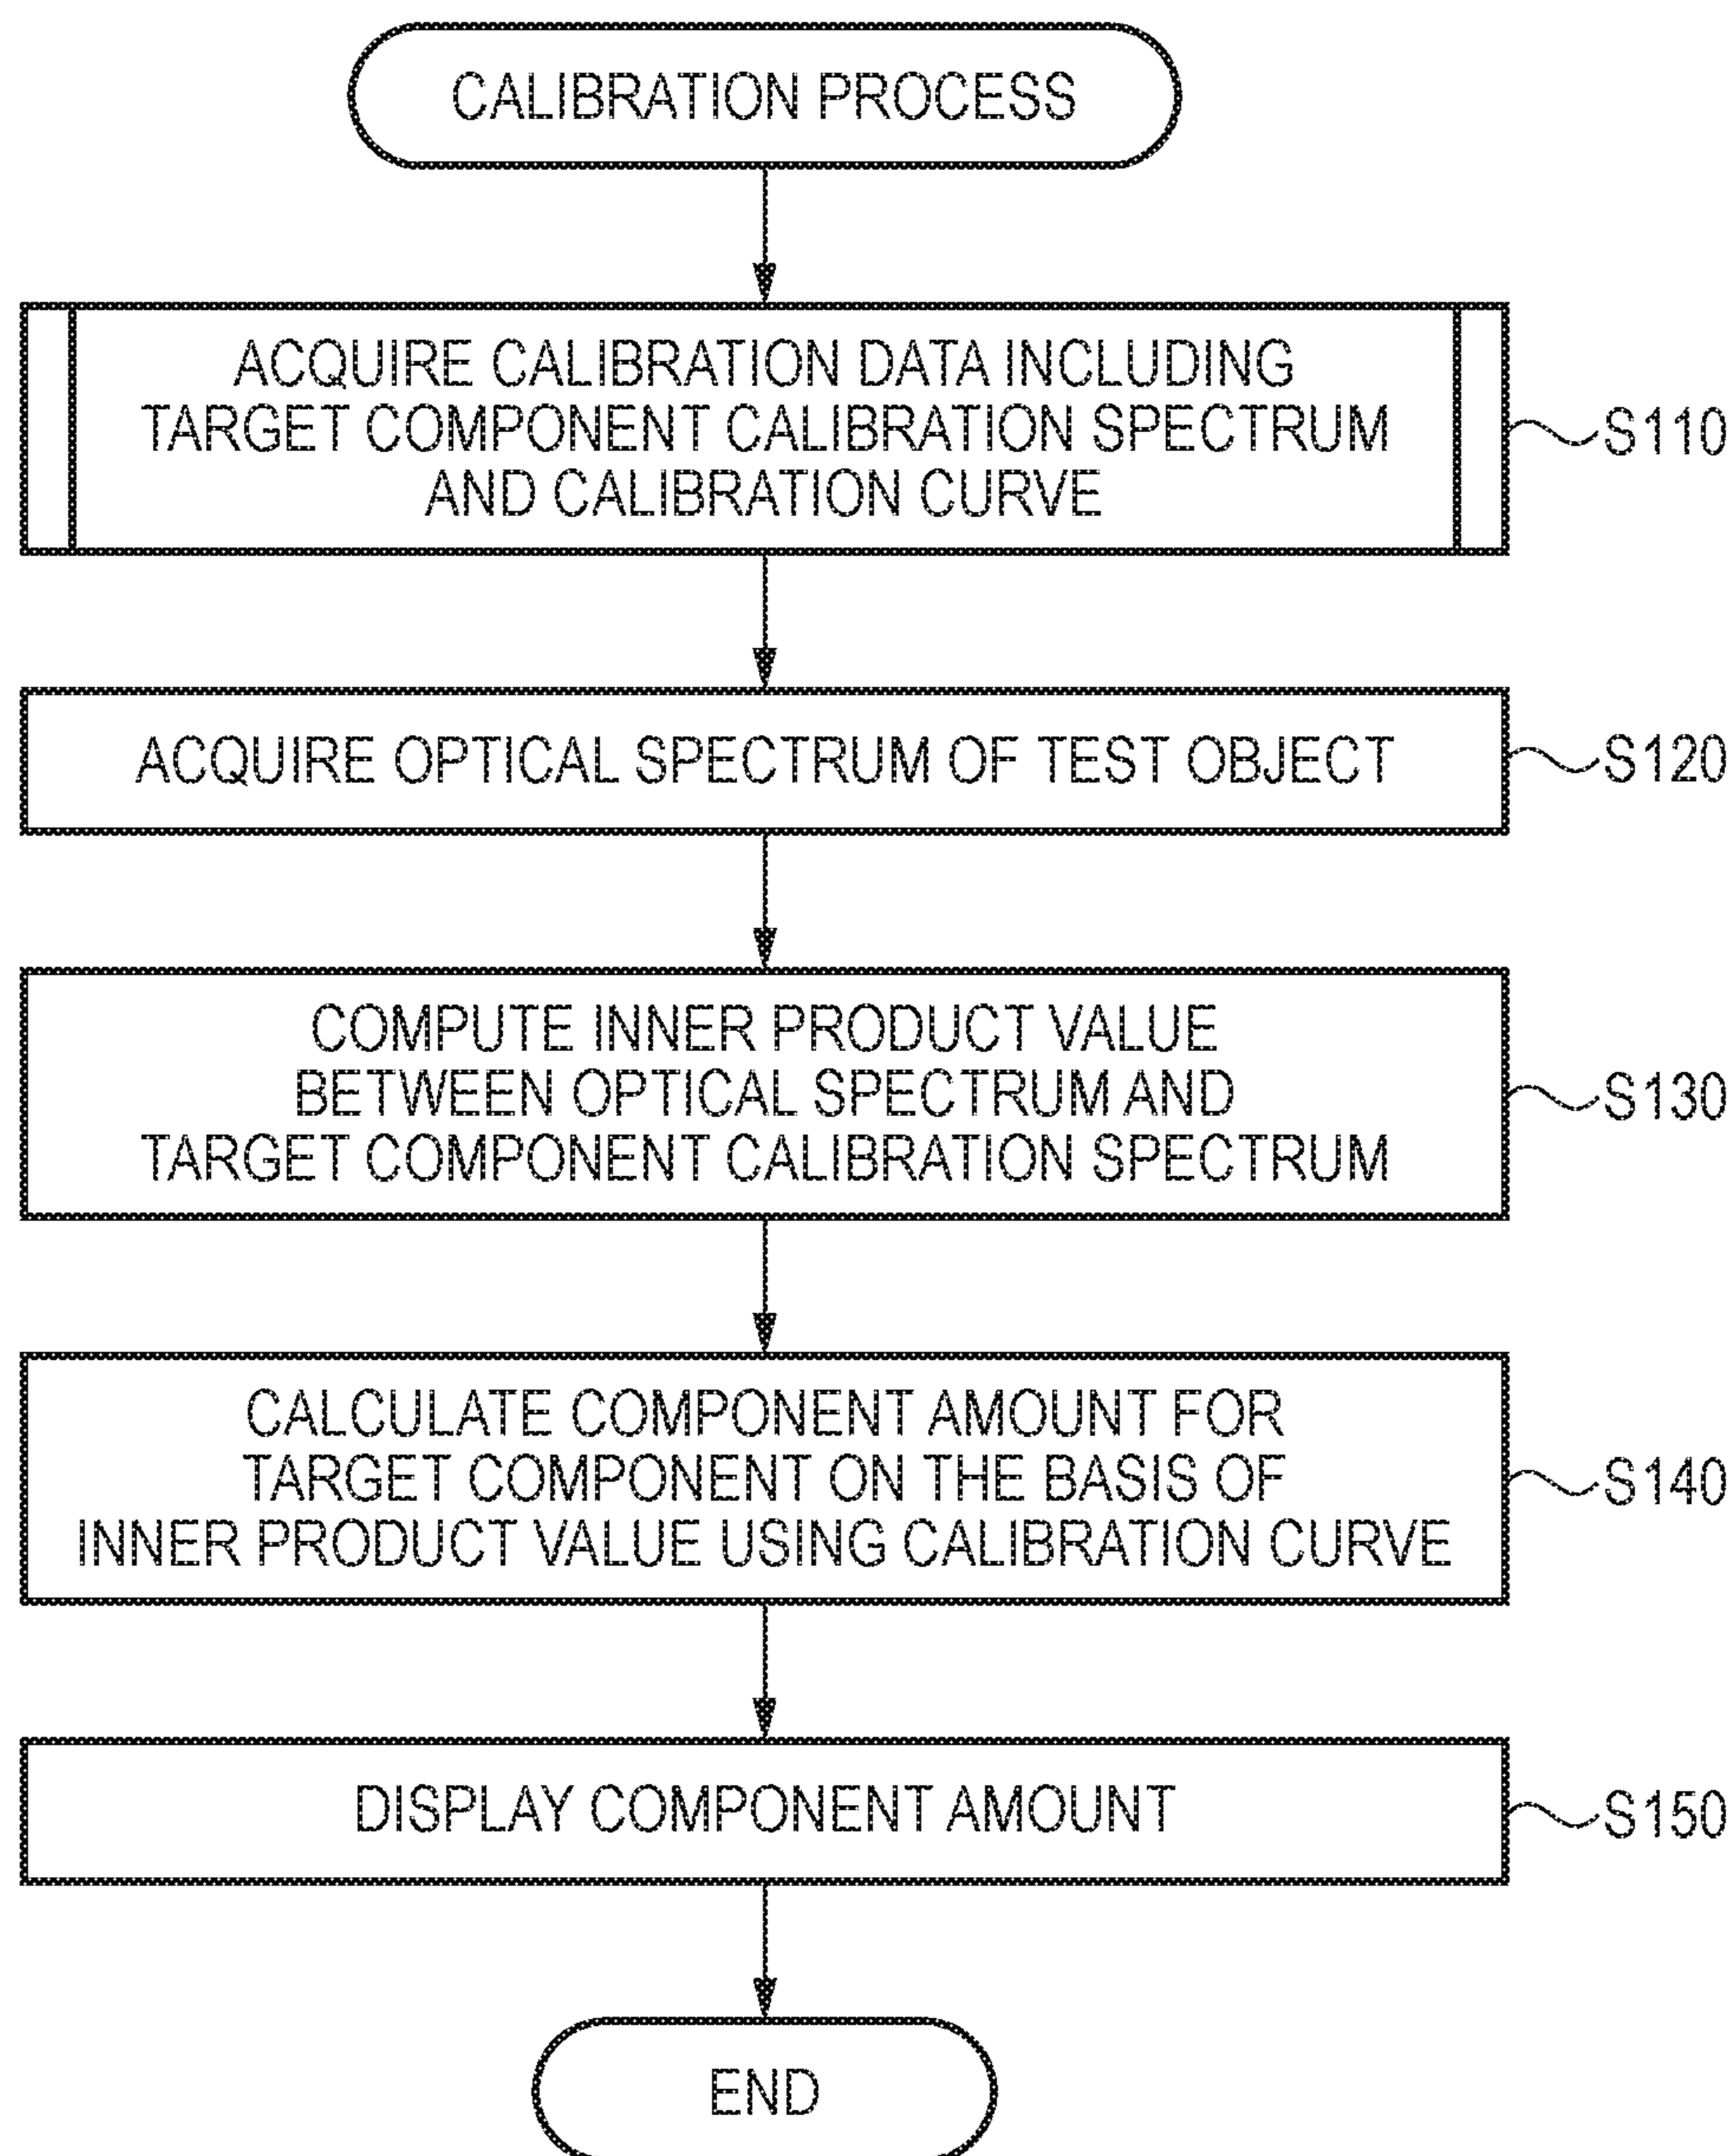 CALIBRATION PROCESS
ACQUIRE CALIBRATION DATA INCLUDING
TARGET COMPONENT CALIBRATION SPECTRUM
AND CALIBRATION CURVE
S110
ACQUIRE OPTICAL SPECTRUM OF TEST OBJECT
S120
COMPUTE INNER PRODUCT VALUE
BETWEEN OPTICAL SPECTRUM AND
TARGET COMPONENT CALIBRATION SPECTRUM
S130
CALCULATE COMPONENT AMOUNT FOR
TARGET COMPONENT ON THE BASIS OF
INNER PRODUCT VALUE USING CALIBRATION CURVE
S140
DISPLAY COMPONENT AMOUNT
S150
END